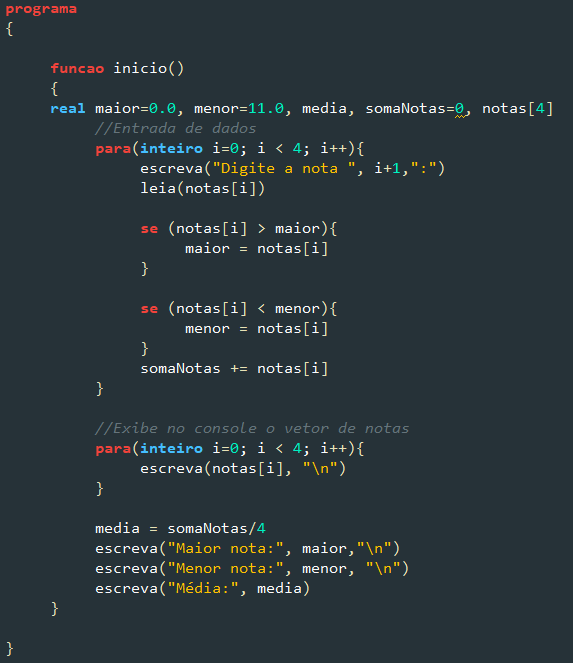 programa
{
funcao inicio()
{
real maior=0.0, menor=11.0, media, somaNotas=0, notas[4]
//Entrada de dados
para(inteiro i=0; i < 4; i++){
escreva("Digite a nota ", i+1,":")
leia(notas[i])
se (notas[i] > maior){
maior = notas[i]
}
se (notas[i] < menor){
menor = notas[i]
}
somaNotas += notas[i]
}
//Exibe no console o vetor de notas
para(inteiro i=0; i < 4; i++){
escreva(notas[i], "\n")
}
media = somaNotas/4
escreva("Maior nota:", maior,"\n")
escreva("Menor nota:", menor, "\n")
escreva("Média:", media)
}
}